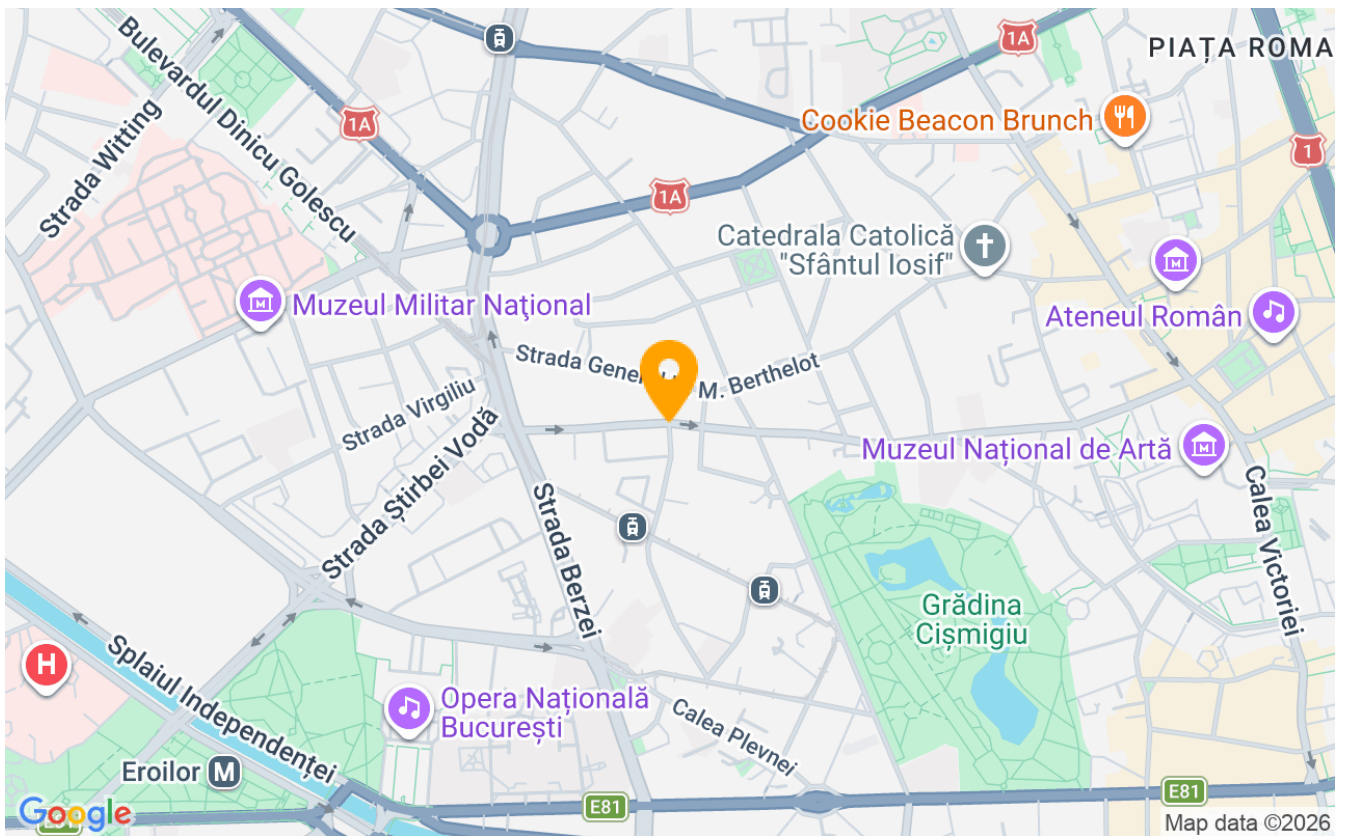 Bulevardul Dinicu Golescu
1A
PIAȚA ROMA
Cookie Beacon Brunch
1A
1
Strada Witting
1A
Catedrala Catolică
"Sfântul Iosif"
Muzeul Militar Naţional
Ateneul Român
Strada Gene
M. Berthelot
Strada Virgiliu
Strada Știrbei Vodă
Muzeul Național de Artă
Strada Berzei
Calea Victoriei
Grădina
Cișmigiu
H
Splaiul Independenței
Opera Națională
București
Calea Plevnei
Eroilor M
E81
E81
Google
Map data ©2026